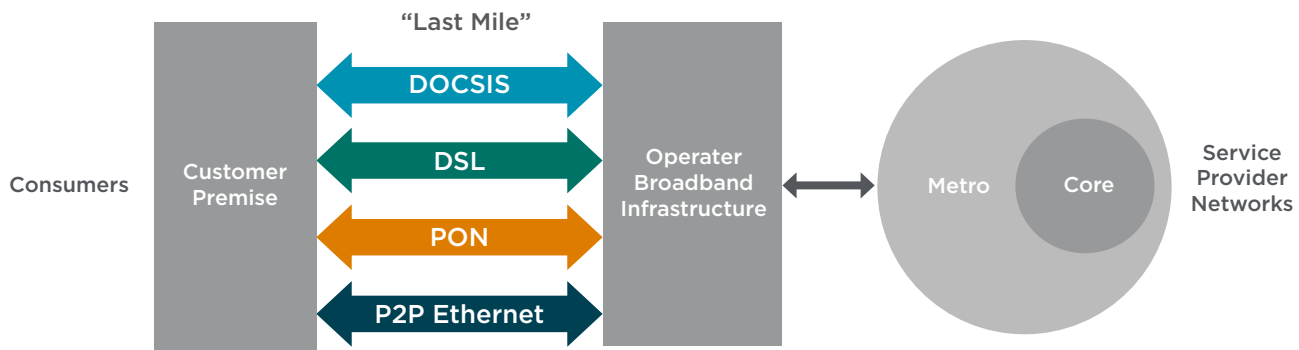 “Last Mile”
DOCSIS
DSL
PON
P2P Ethernet
Consumers
Customer
Premise
Operater
Broadband
Infrastructure
Metro
Core
Service
Provider
Networks